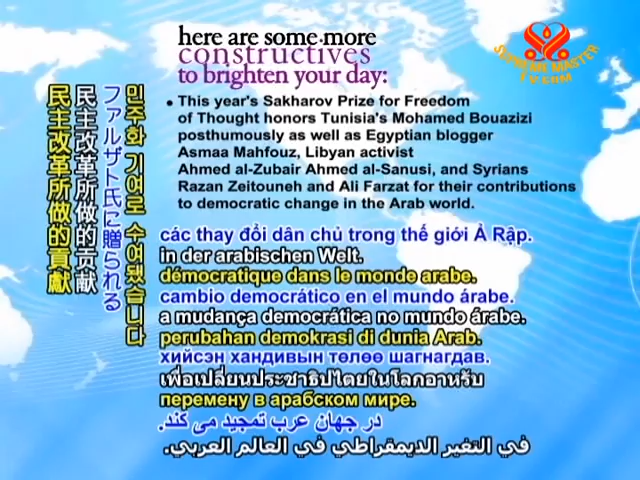 here are some more
constructives
to brighten your day:
SUPREME MASTER
TV.COM
• This year's Sakharov Prize for Freedom
of Thought honors Tunisia's Mohamed Bouazizi
posthumously as well as Egyptian blogger
Asmaa Mahfouz, Libyan activist
Ahmed al-Zubair Ahmed al-Sanusi, and Syrians
Razan Zeitouneh and Ali Farzat for their contributions
to democratic change in the Arab world.
민주화 기여로 수여됐습니다
ファルザト氏に贈られる
民主改革所做的贡献
民主改革所做的貢獻
các thay đổi dân chủ trong thế giới Ả Rập.
in der arabischen Welt.
démocratique dans le monde arabe.
cambio democrático en el mundo árabe.
a mudança democrática no mundo árabe.
perubahan demokrasi di dunia Arab.
хийсэн хандивын төлөө шагнагдав.
เพื่อเปลี่ยนประชาธิปไตยในโลกอาหรับ
перемену в арабском мире.
در جهان عرب تمجید می کند.
في التغير الديمقراطي في العالم العربي.